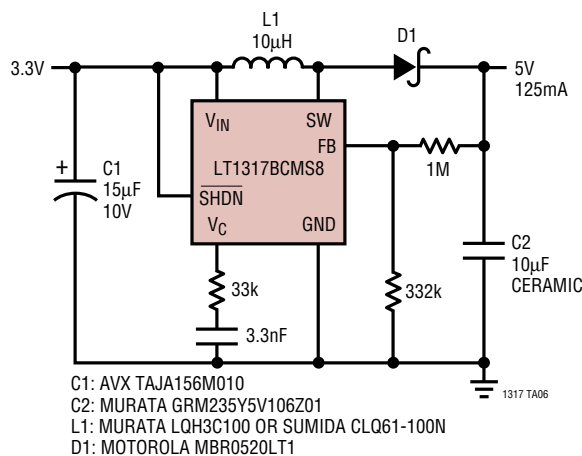 L1
10µH
D1
3.3V
5V
125mA
VIN
SW
FB
LT1317BCMS8
1M
+
C1
15µF
10V
SHDN
VC
GND
C2
10µF
CERAMIC
33k
332k
3.3nF
1317 TA06
C1: AVX TAJA156M010
C2: MURATA GRM235Y5V106Z01
L1: MURATA LQH3C100 OR SUMIDA CLQ61-100N
D1: MOTOROLA MBR0520LT1